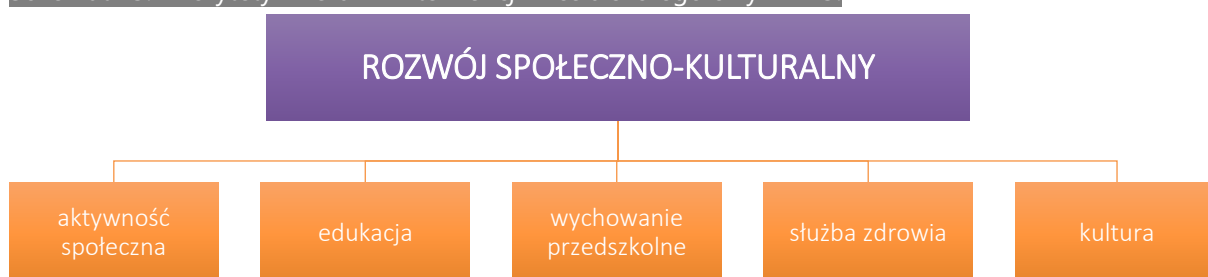 ROZWÓJ SPOŁECZNO-KULTURALNY
aktywność
społeczna
edukacja
wychowanie
przedszkolne
służba zdrowia
kultura